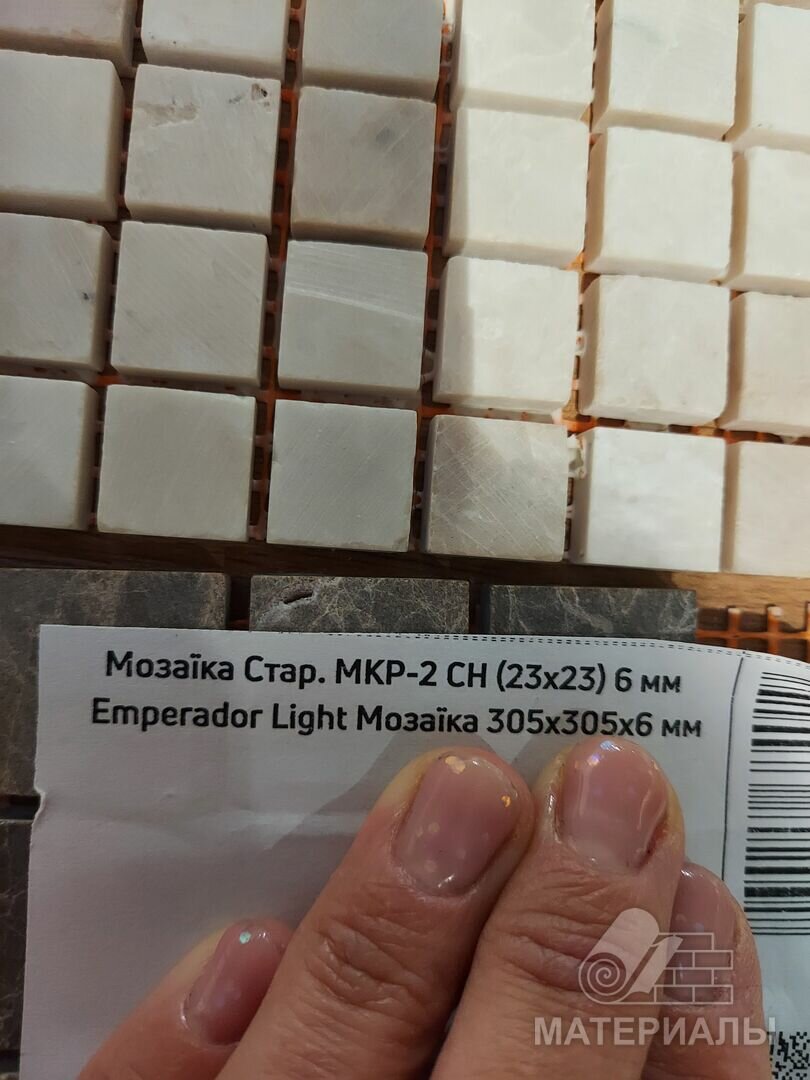 Мозаїка Стар. МКР-2 СН (23х23) 6 мм
Emperador Light Мозаїка 305х305х6 мм
МАТЕРИАЛЫ